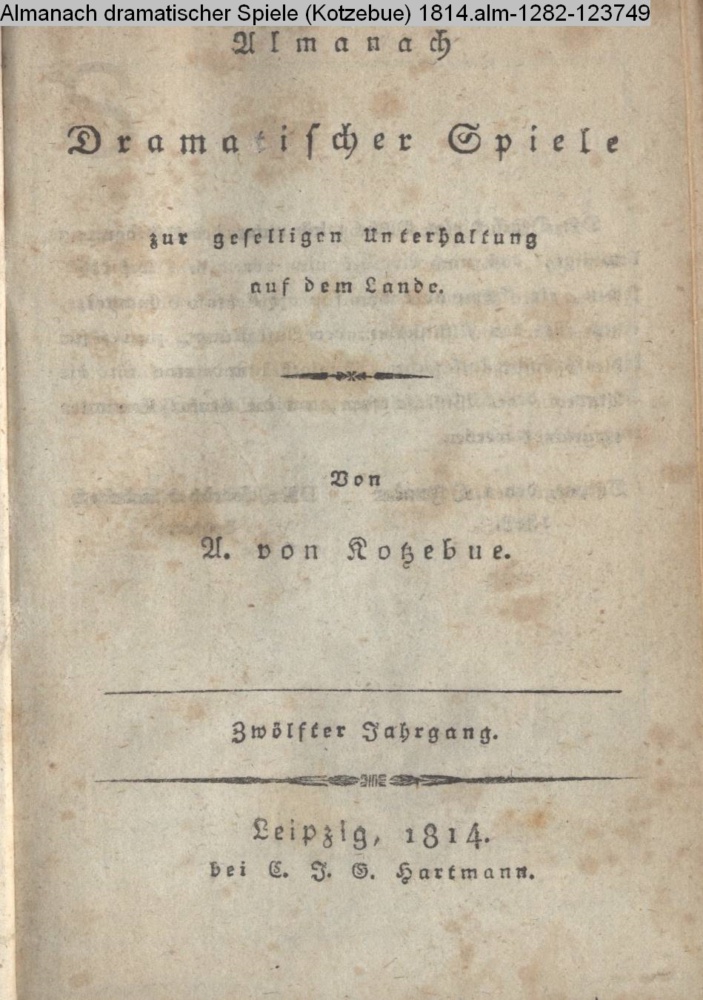 Almanach dramatischer Spiele (Kotzebue) 1814.alm-1282-123749
Almanach
Dramatischer Spiele
zur geselligen Unterhaltung
auf dem Lande.
Von
A. von Kotzebue.
Zwölfter Jahrgang.
Leipzig, 1814.
bei C. J. G. Hartmann.